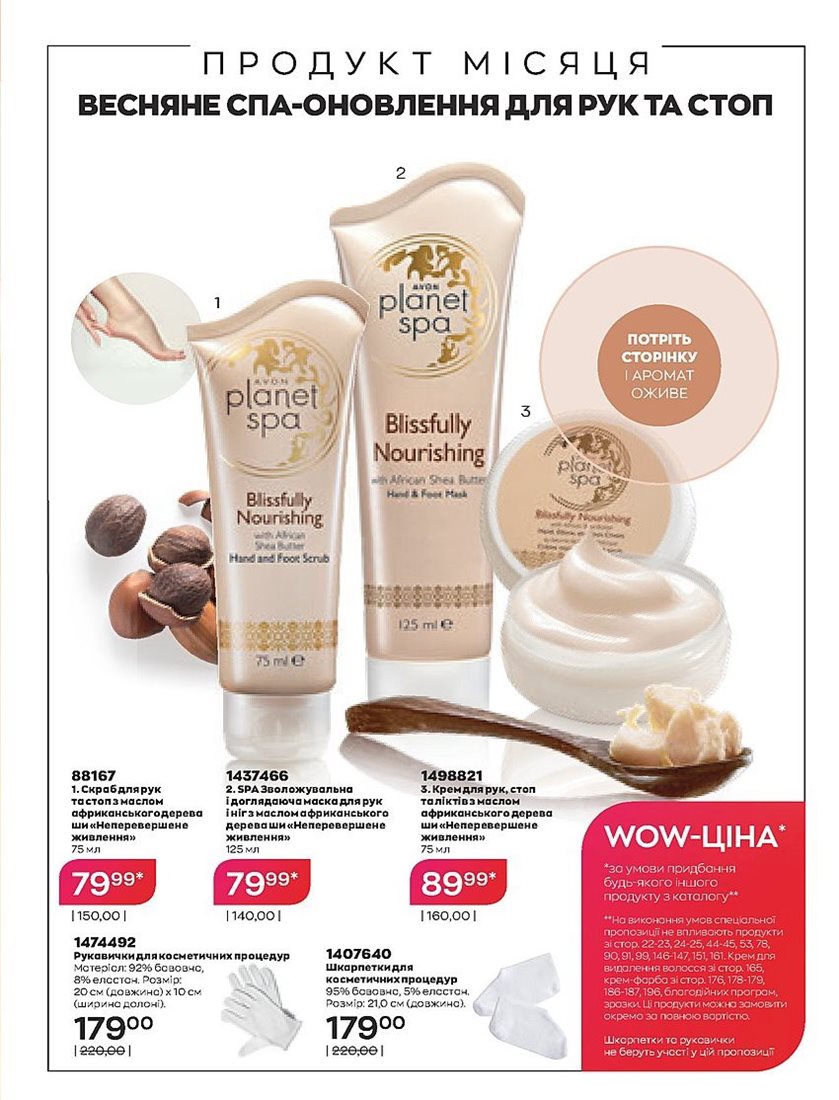 ПРОДУКТ МІСЯЦЯ
ВЕСНЯНЕ СПА-ОНОВЛЕННЯ ДЛЯ РУК ТА СТОП
2
1
3
ПОТРІТЬ
СТОРІНКУ
І АРОМАТ
ОЖИВЕ
AVON
planet
spa
Blissfully
Nourishing
with African
Shea Butter
Hand and Foot Scrub
75 ml e
AVON
planet
spa
Blissfully
Nourishing
with African Shea Butter
Hand & Foot Mask
125 ml e
planet
spa
Blissfully Nourishing
88167
1. Скраб для рук
та стоп з маслом
африканського дерева
ши «Неперевершене
живлення»
75 мл
79⁹⁹*
|150,00|
1437466
2. SPA Зволожувальна
і доглядаюча маска для рук
і ніг з маслом африканського
дерева ши «Неперевершене
живлення»
125 мл
79⁹⁹*
|140,00|
1498821
3. Крем для рук, стоп
та ліктів з маслом
африканського дерева
ши «Неперевершене
живлення»
75 мл
89⁹⁹*
|160,00|
1474492
Рукавички для косметичних процедур
Матеріал: 92% бавовна,
8% еластан. Розмір:
20 см (довжина) х 10 см
(ширина долоні).
179⁰⁰
|220,00|
1407640
Шкарпетки для
косметичних процедур
95% бавовна, 5% еластан.
Розмір: 21,0 см (довжина).
179⁰⁰
|220,00|
WOW-ЦІНА*
*за умови придбання
будь-якого іншого
продукту з каталогу**
**На виконання умов спеціальної
пропозиції не впливають продукти
зі стор. 22-23, 24-25, 44-45, 53, 78,
90, 91, 99, 146-147, 151, 161. Крем для
видалення волосся зі стор. 165,
крем-фарба зі стор. 176, 178-179,
186-187, 196, благодійних програм,
зразки. Ці продукти можна замовити
окремо за повною вартістю.
Шкарпетки та рукавички
не беруть участі у цій пропозиції